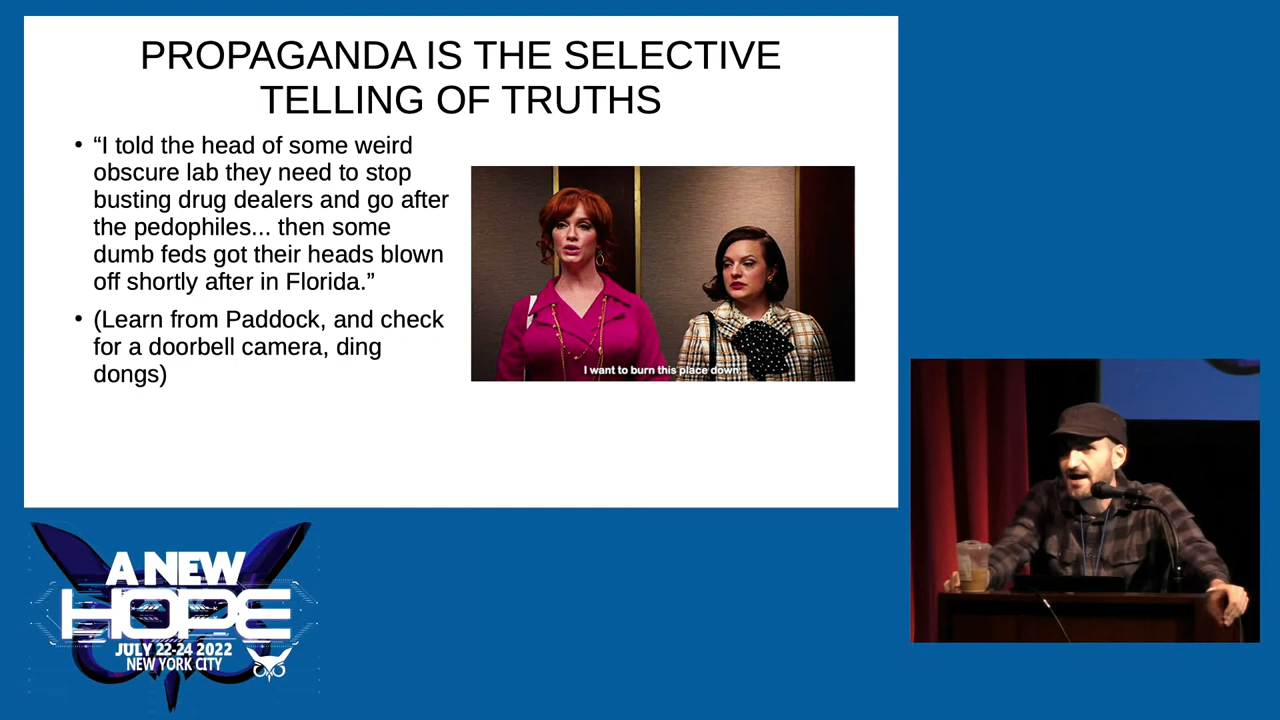 PROPAGANDA IS THE SELECTIVE
TELLING OF TRUTHS
• “I told the head of some weird
obscure lab they need to stop
busting drug dealers and go after
the pedophiles... then some
dumb feds got their heads blown
off shortly after in Florida.”
• (Learn from Paddock, and check
for a doorbell camera, ding
dongs)
I want to burn this place down.
A NEW
HOPE
JULY 22-24 2022
NEW YORK CITY